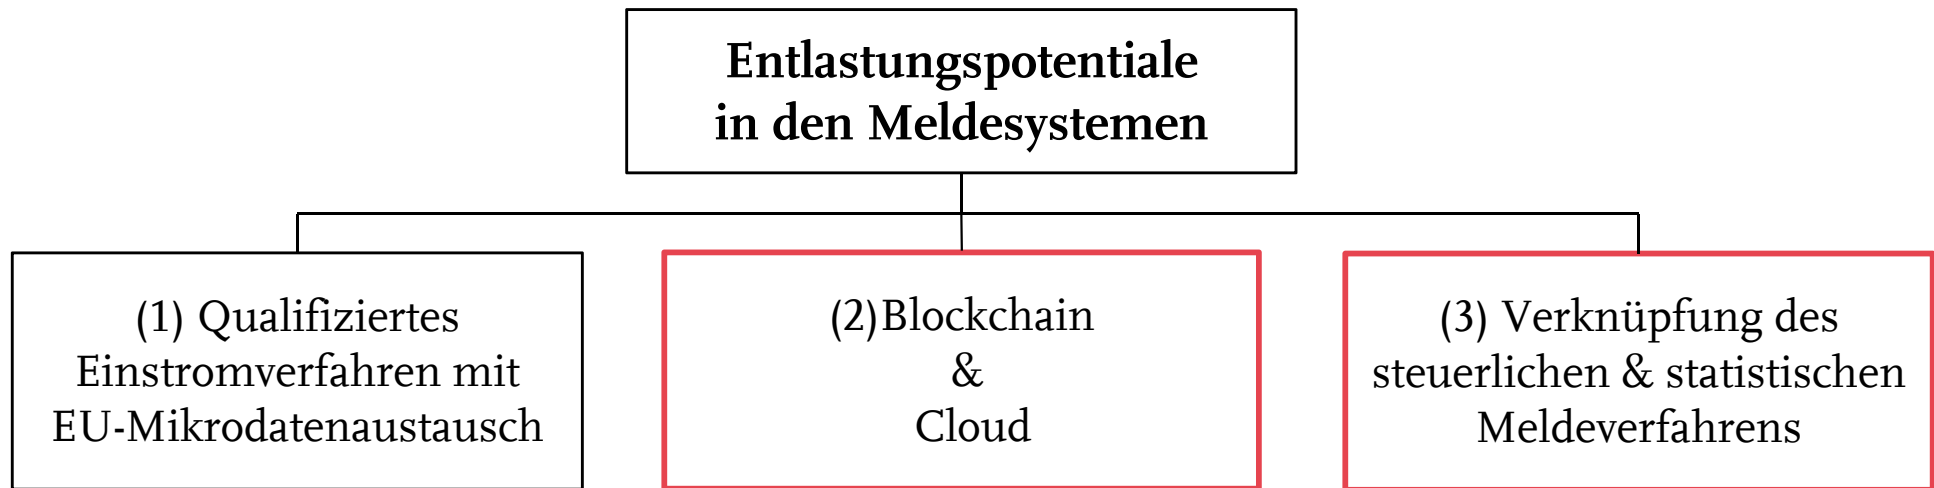 Entlastungspotentiale
in den Meldesystemen
(1) Qualifiziertes
Einstromverfahren mit
EU-Mikrodatenaustausch
(2)Blockchain
&
Cloud
(3) Verknüpfung des
steuerlichen & statistischen
Meldeverfahrens